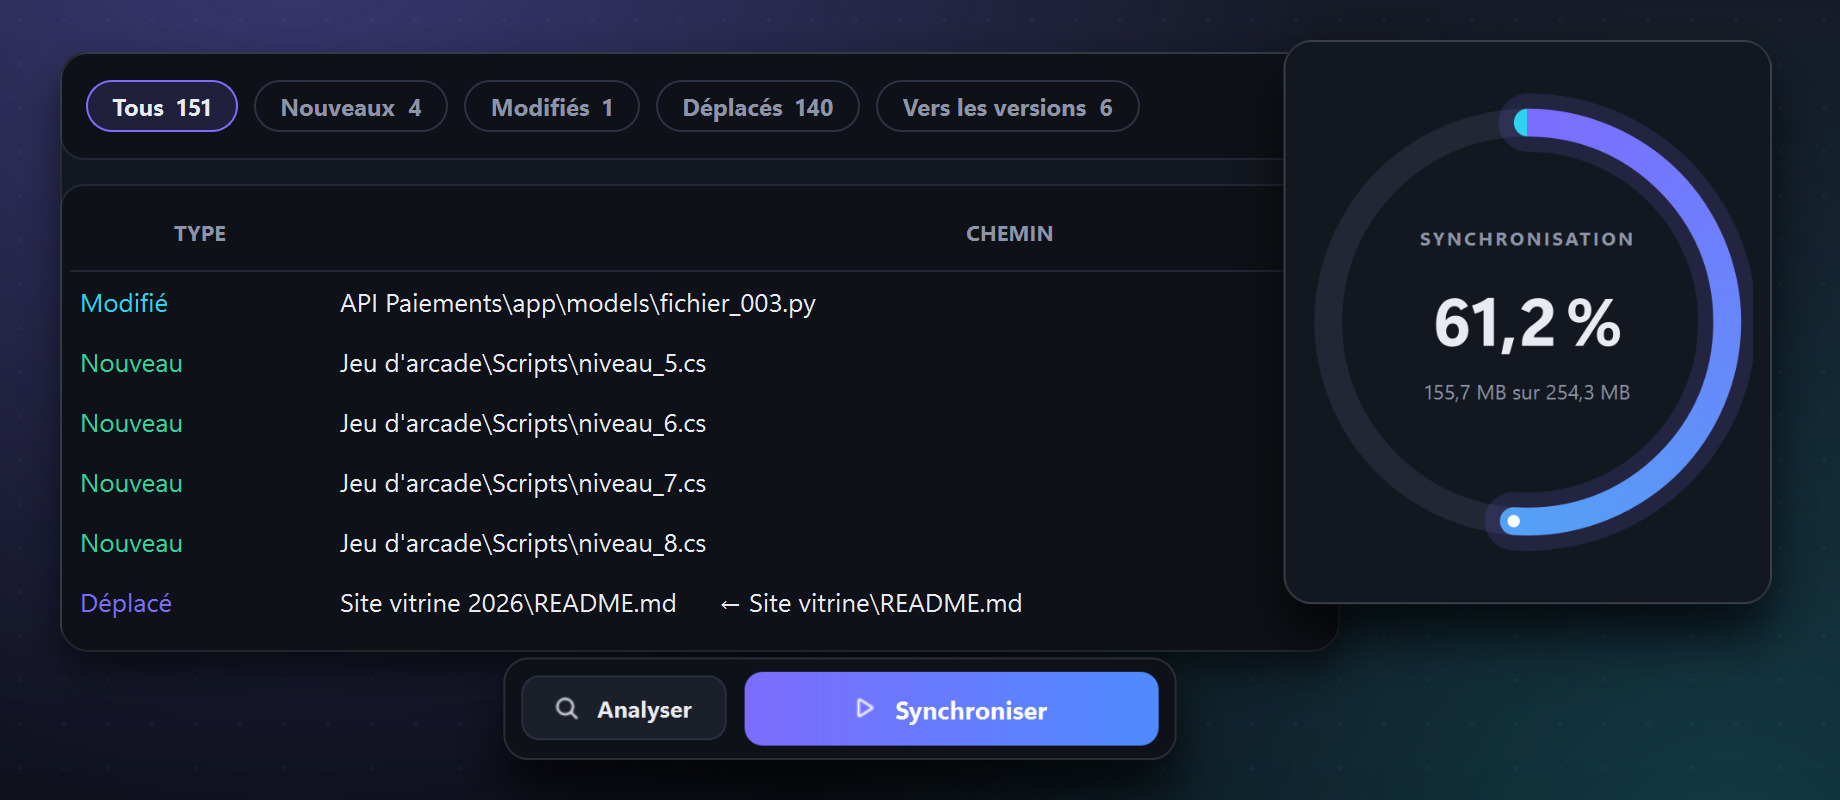 Tous 151 Nouveaux 4 Modifiés 1 Déplacés 140 Vers les versions 6
TYPE CHEMIN
Modifié API Paiements\app\models\fichier_003.py
Nouveau Jeu d'arcade\Scripts\niveau_5.cs
Nouveau Jeu d'arcade\Scripts\niveau_6.cs
Nouveau Jeu d'arcade\Scripts\niveau_7.cs
Nouveau Jeu d'arcade\Scripts\niveau_8.cs
Déplacé Site vitrine 2026\README.md ← Site vitrine\README.md
SYNCHRONISATION
61,2 %
155,7 MB sur 254,3 MB
Analyser Synchroniser